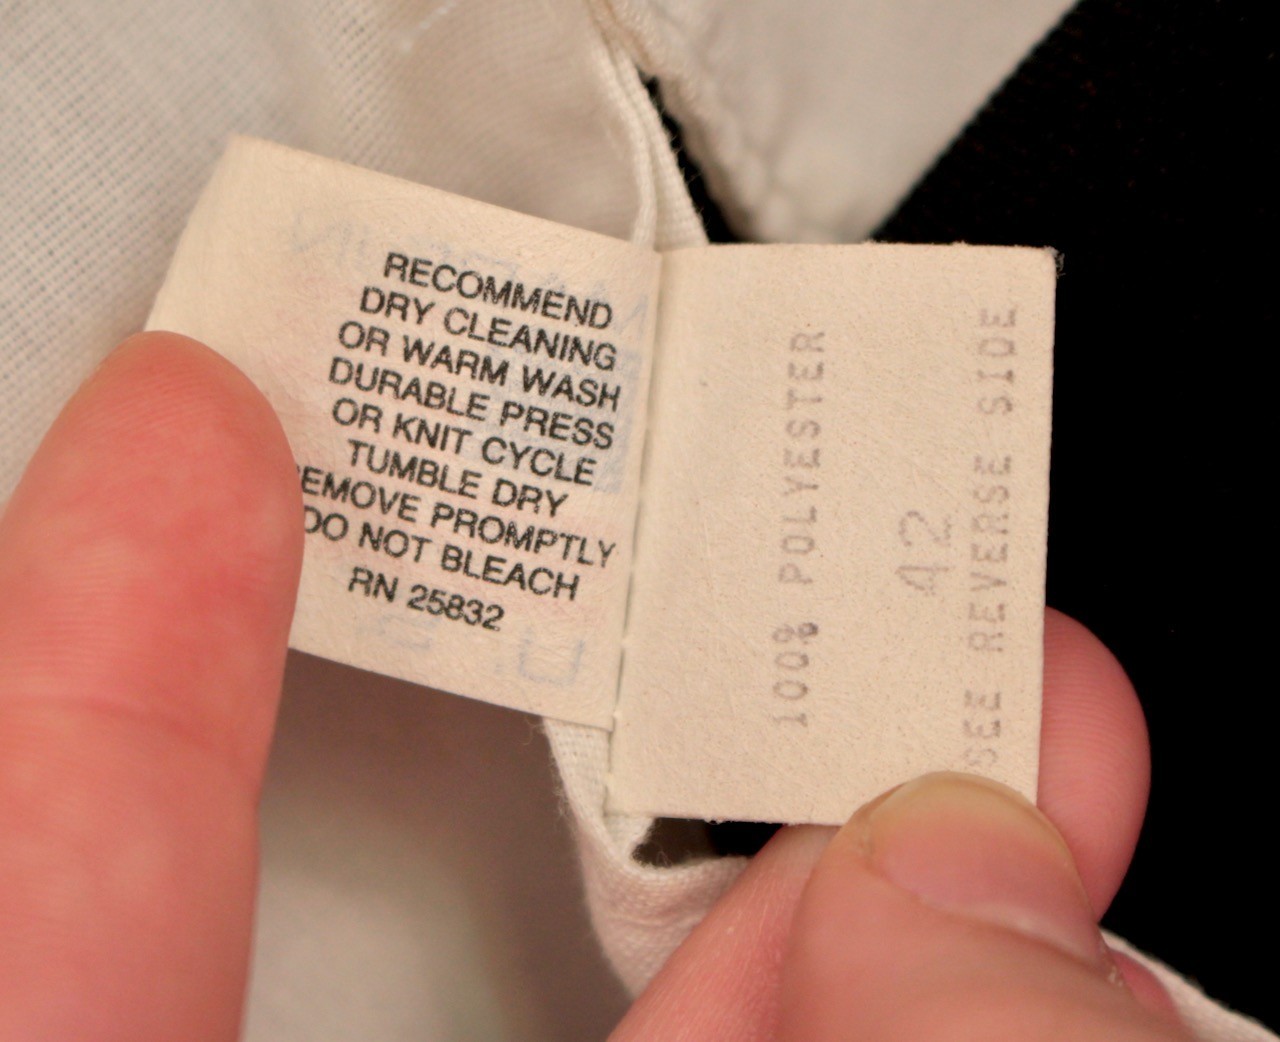 RECOMMEND
DRY CLEANING
OR WARM WASH
DURABLE PRESS
OR KNIT CYCLE
TUMBLE DRY
REMOVE PROMPTLY
DO NOT BLEACH
RN 25832
100% POLYESTER
42
SEE REVERSE SIDE